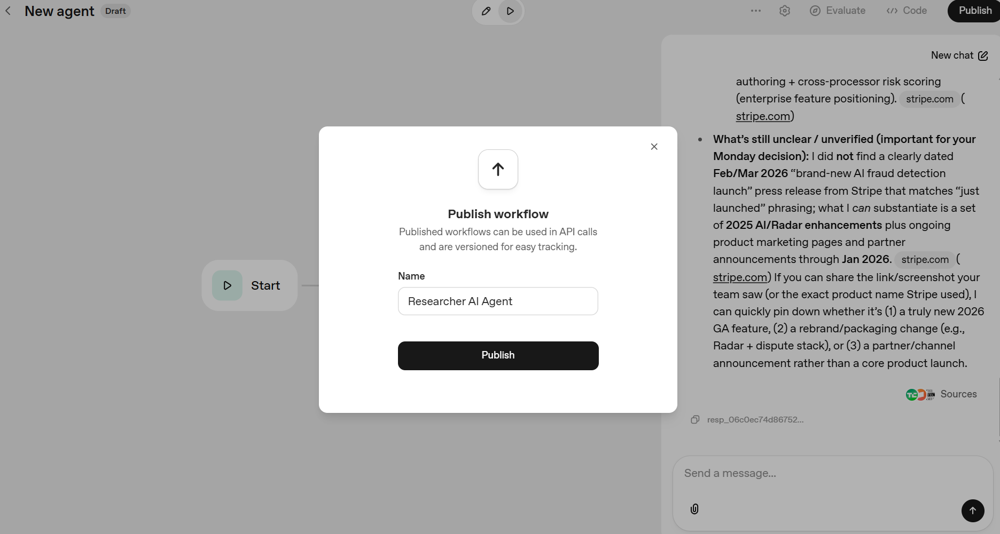 New agent
Draft
Evaluate
Code
Publish
New chat
authoring + cross-processor risk scoring
(enterprise feature positioning). stripe.com (
stripe.com)
What’s still unclear / unverified (important for your
Monday decision): I did not find a clearly dated
Feb/Mar 2026 “brand-new AI fraud detection
launch” press release from Stripe that matches “just
launched” phrasing; what I can substantiate is a set
of 2025 AI/Radar enhancements plus ongoing
product marketing pages and partner
announcements through Jan 2026. stripe.com (
stripe.com) If you can share the link/screenshot your
team saw (or the exact product name Stripe used), I
can quickly pin down whether it’s (1) a truly new 2026
GA feature, (2) a rebrand/packaging change (e.g.,
Radar + dispute stack), or (3) a partner/channel
announcement rather than a core product launch.
Sources
resp_06c0ec74d86752...
Send a message...
Start
Publish workflow
Published workflows can be used in API calls
and are versioned for easy tracking.
Name
Researcher AI Agent
Publish